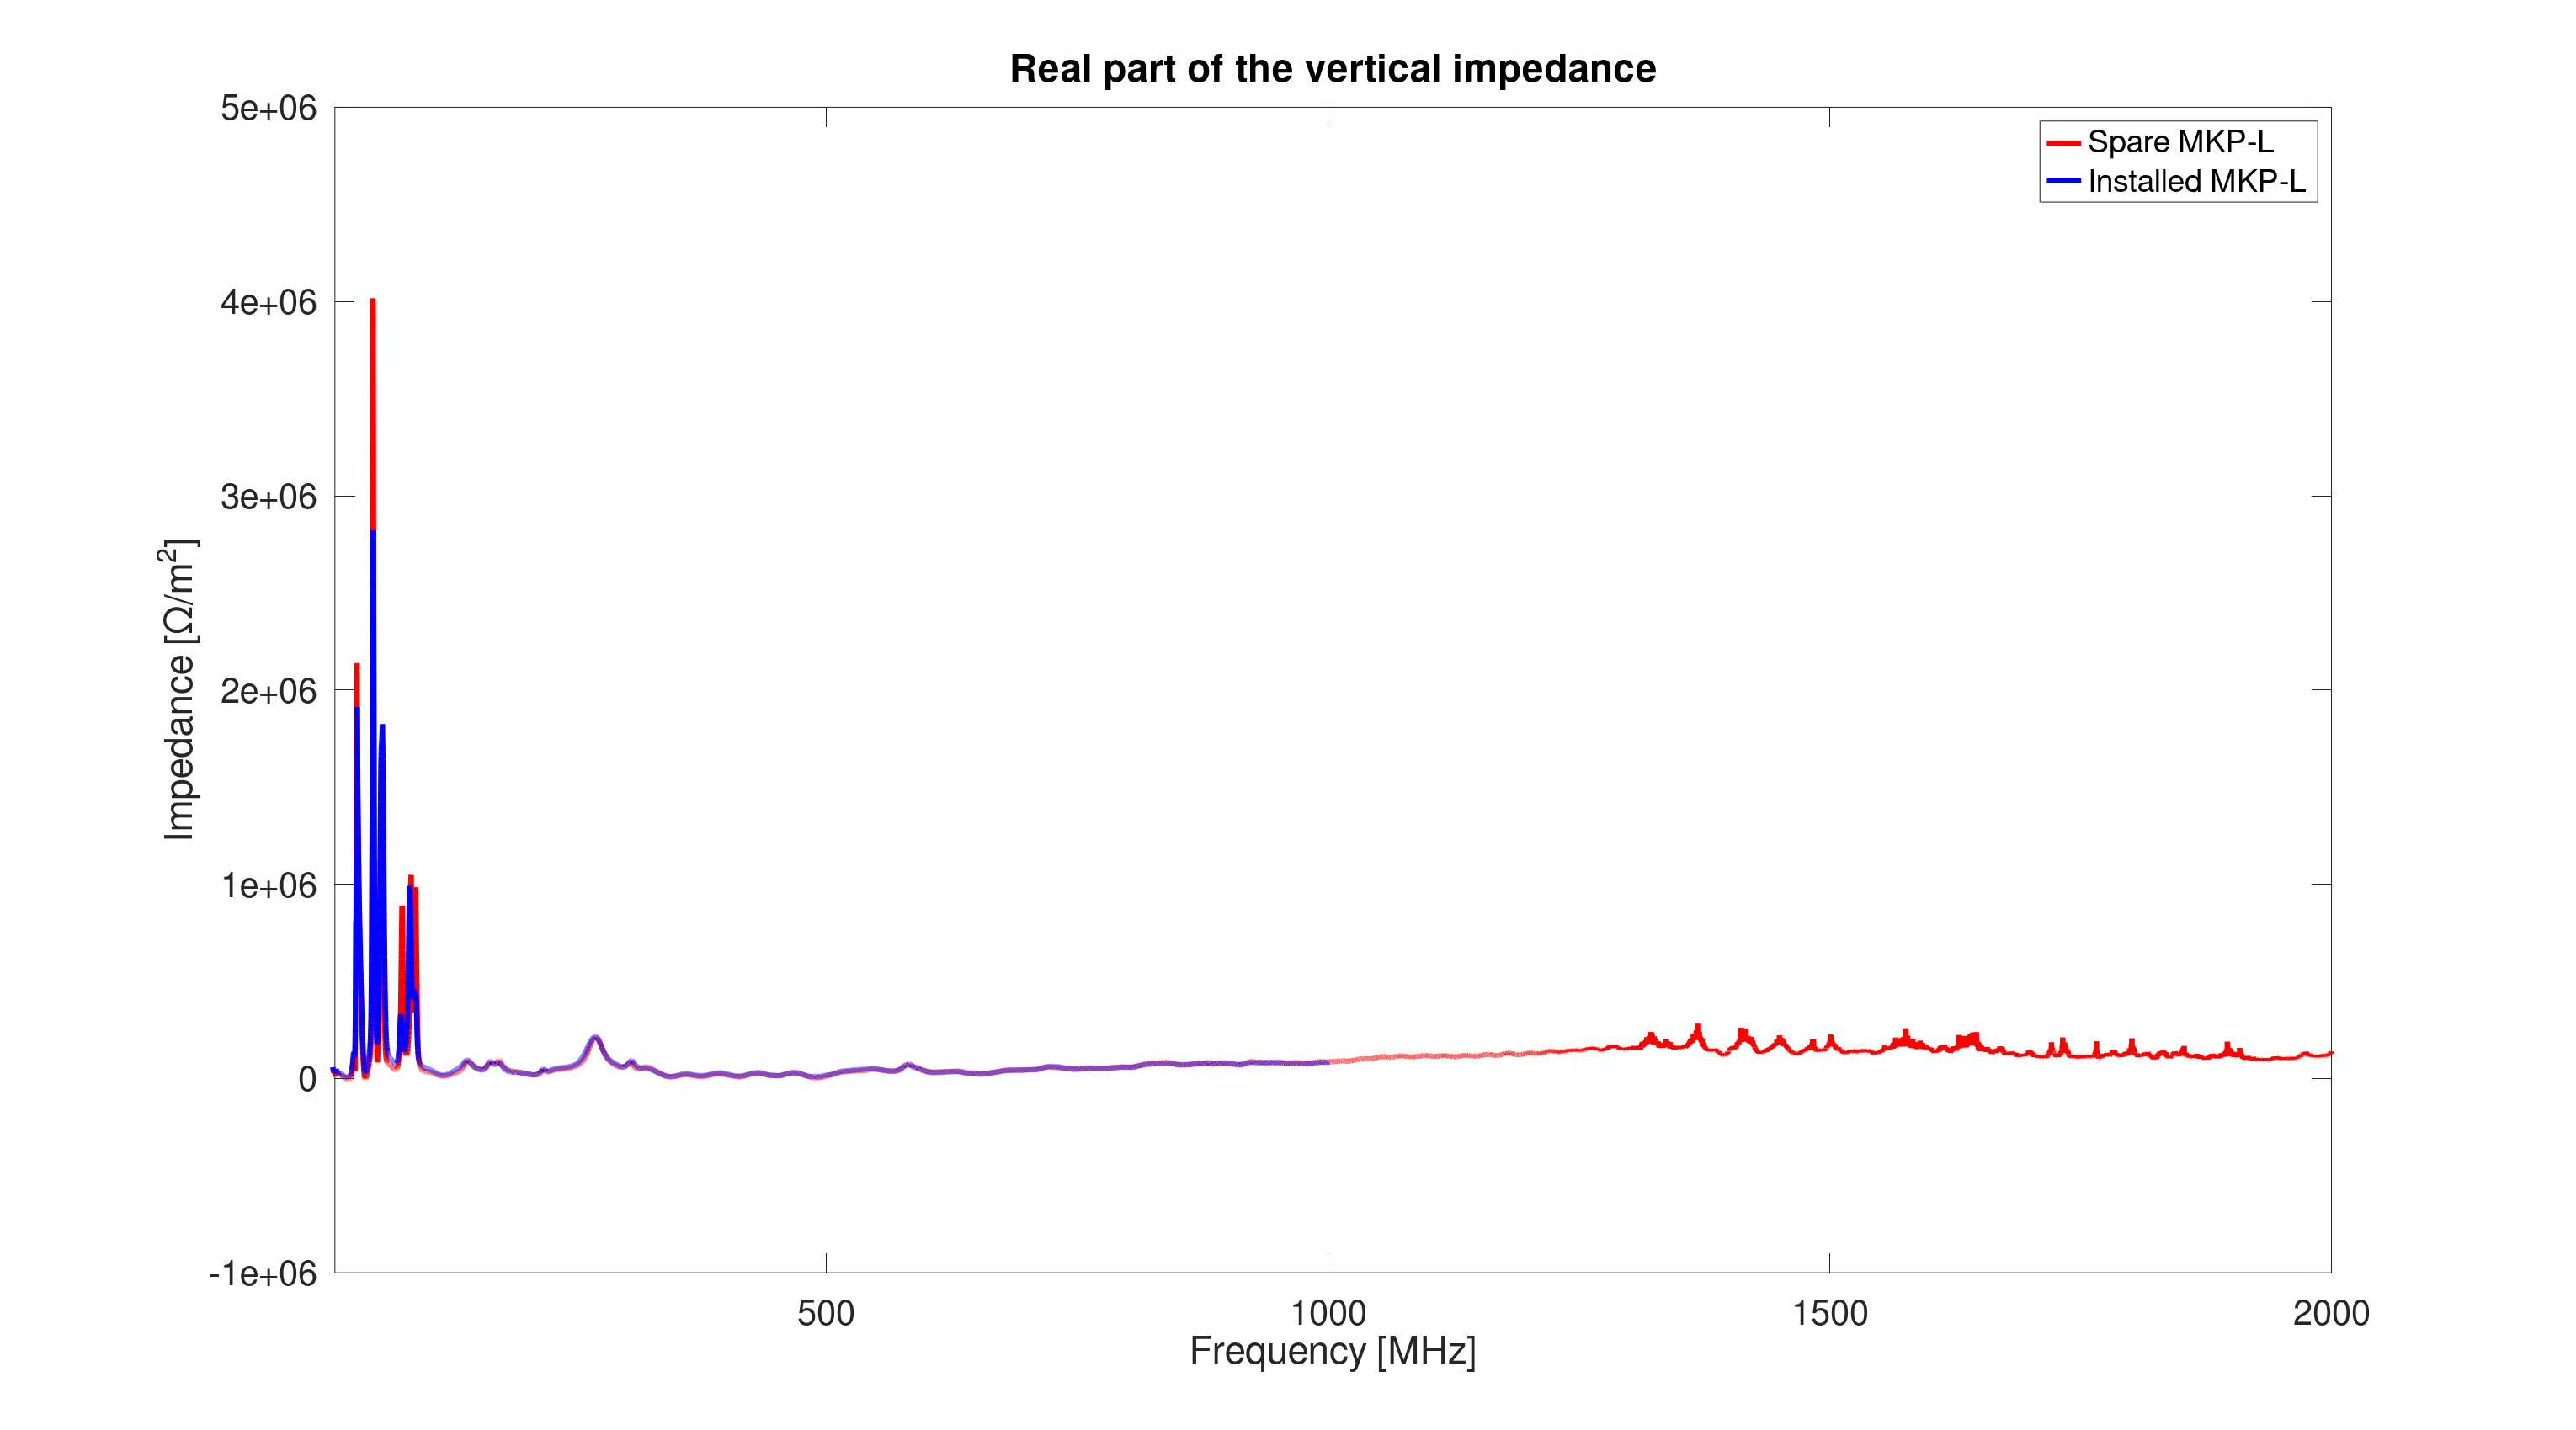 Real part of the vertical impedance
5e+06
4e+06
3e+06
2e+06
1e+06
0
-1e+06
Impedance [Ω/m²]
Spare MKP-L
Installed MKP-L
500
1000
1500
2000
Frequency [MHz]